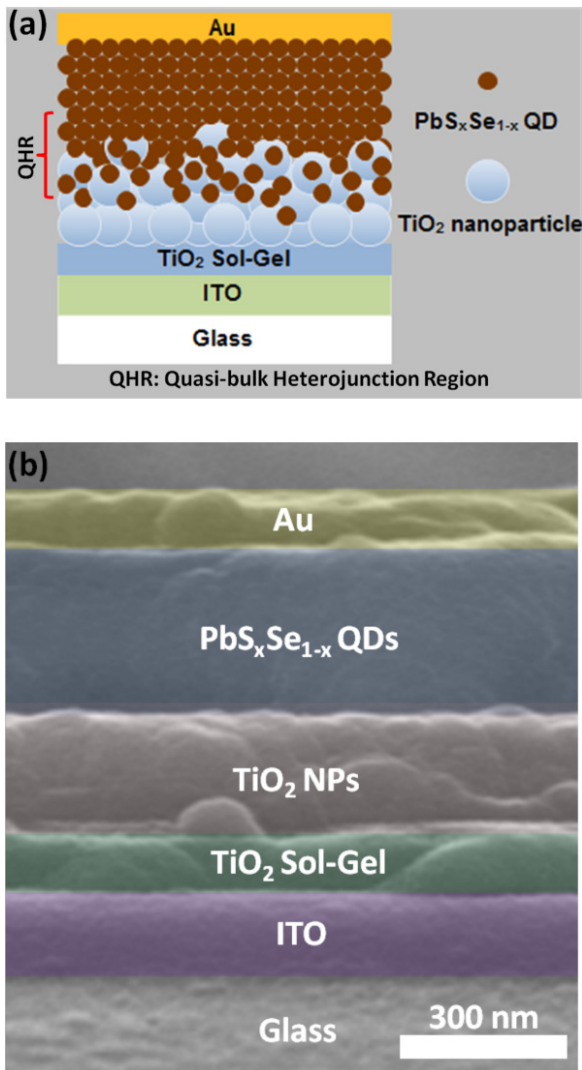 (a)
Au
QHR
PbSₓSe₁₋ₓ QD
TiO₂ nanoparticle
TiO₂ Sol-Gel
ITO
Glass
QHR: Quasi-bulk Heterojunction Region
(b)
Au
PbSₓSe₁₋ₓ QDs
TiO₂ NPs
TiO₂ Sol-Gel
ITO
Glass
300 nm